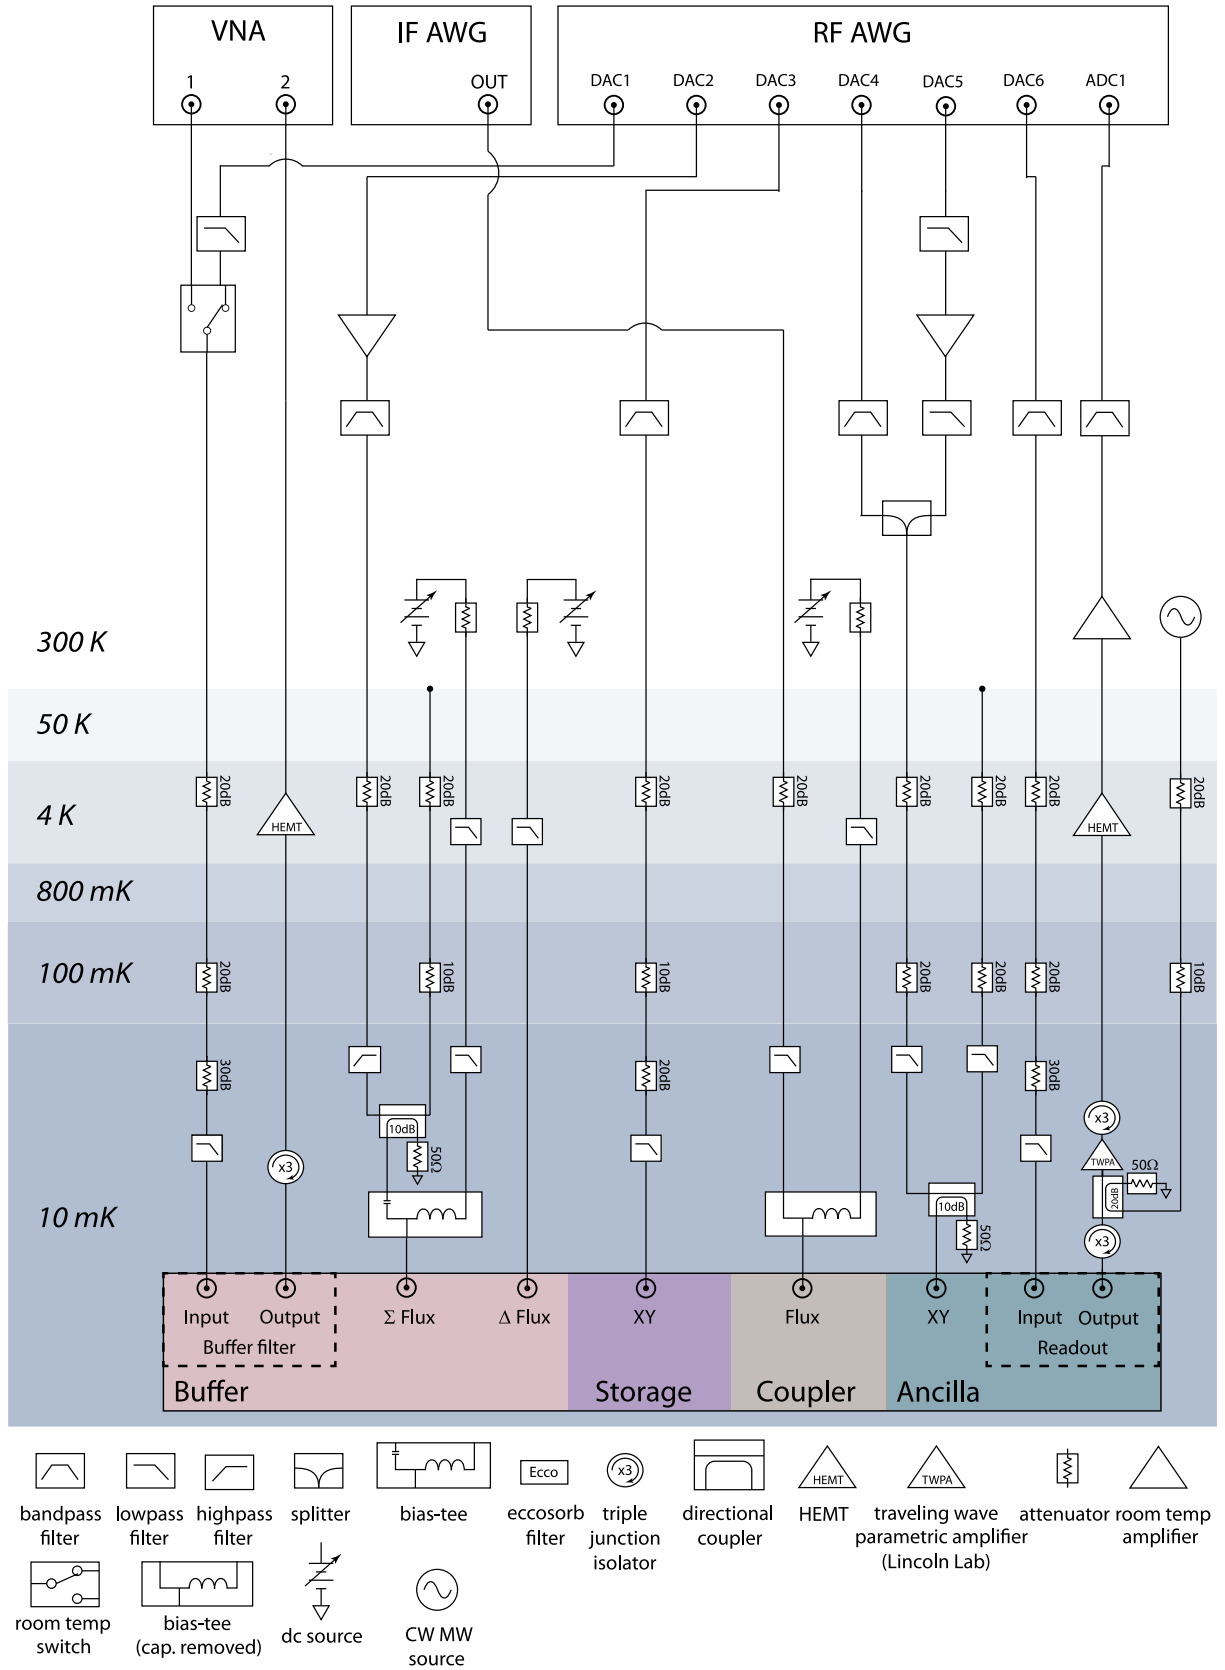 VNA
IF AWG
RF AWG
1
2
OUT
DAC1
DAC2
DAC3
DAC4
DAC5
DAC6
ADC1
300 K
50 K
4 K
20dB
HEMT
20dB
20dB
20dB
20dB
20dB
20dB
20dB
HEMT
20dB
800 mK
100 mK
20dB
10dB
10dB
20dB
20dB
20dB
10dB
30dB
20dB
30dB
x3
10dB
50Ω
x3
TWPA
50Ω
20dB
x3
10 mK
10dB
50Ω
x3
Input
Output
Σ Flux
Δ Flux
XY
Flux
XY
Input
Output
Buffer filter
Readout
Buffer
Storage
Coupler
Ancilla
bandpass
filter
lowpass
filter
highpass
filter
splitter
bias-tee
Ecco
eccosorb
filter
x3
triple
junction
isolator
directional
coupler
HEMT
HEMT
TWPA
traveling wave
parametric amplifier
(Lincoln Lab)
attenuator
room temp
amplifier
room temp
switch
bias-tee
(cap. removed)
dc source
CW MW
source